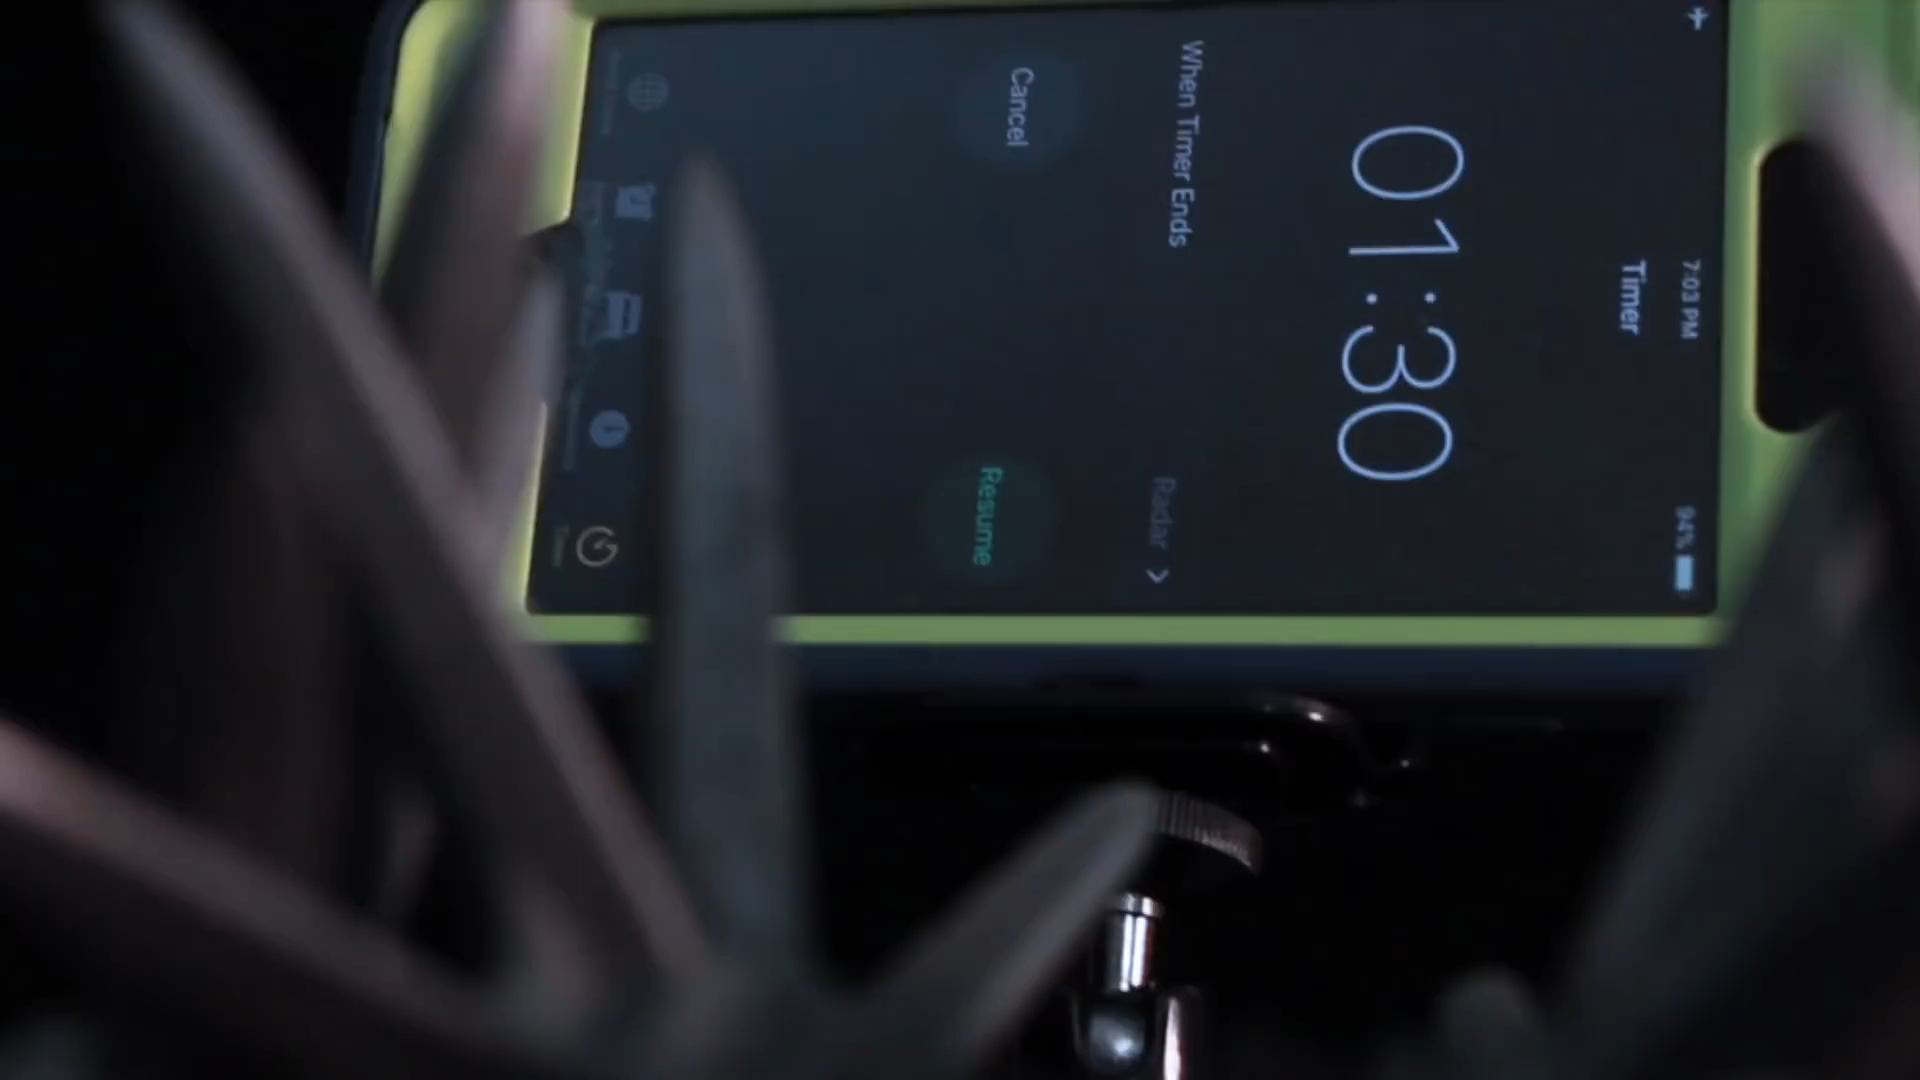 7:03 PM
94%
Timer
01:30
When Timer Ends
Radar >
Cancel
Resume